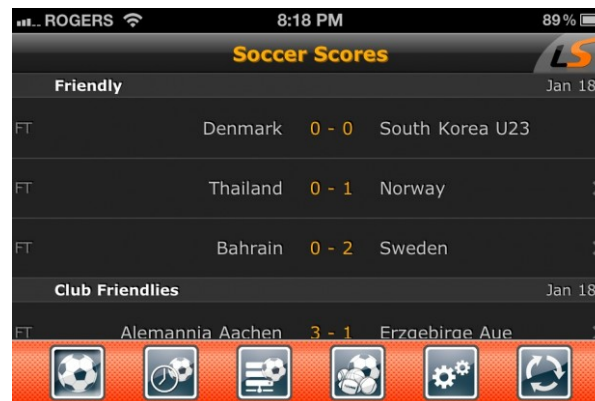 ROGERS 8:18 PM 89%
Soccer Scores LS
Friendly Jan 18
FT Denmark 0 - 0 South Korea U23
FT Thailand 0 - 1 Norway
FT Bahrain 0 - 2 Sweden
Club Friendlies Jan 18
FT Alemannia Aachen 3 - 1 Erzgebirge Aue